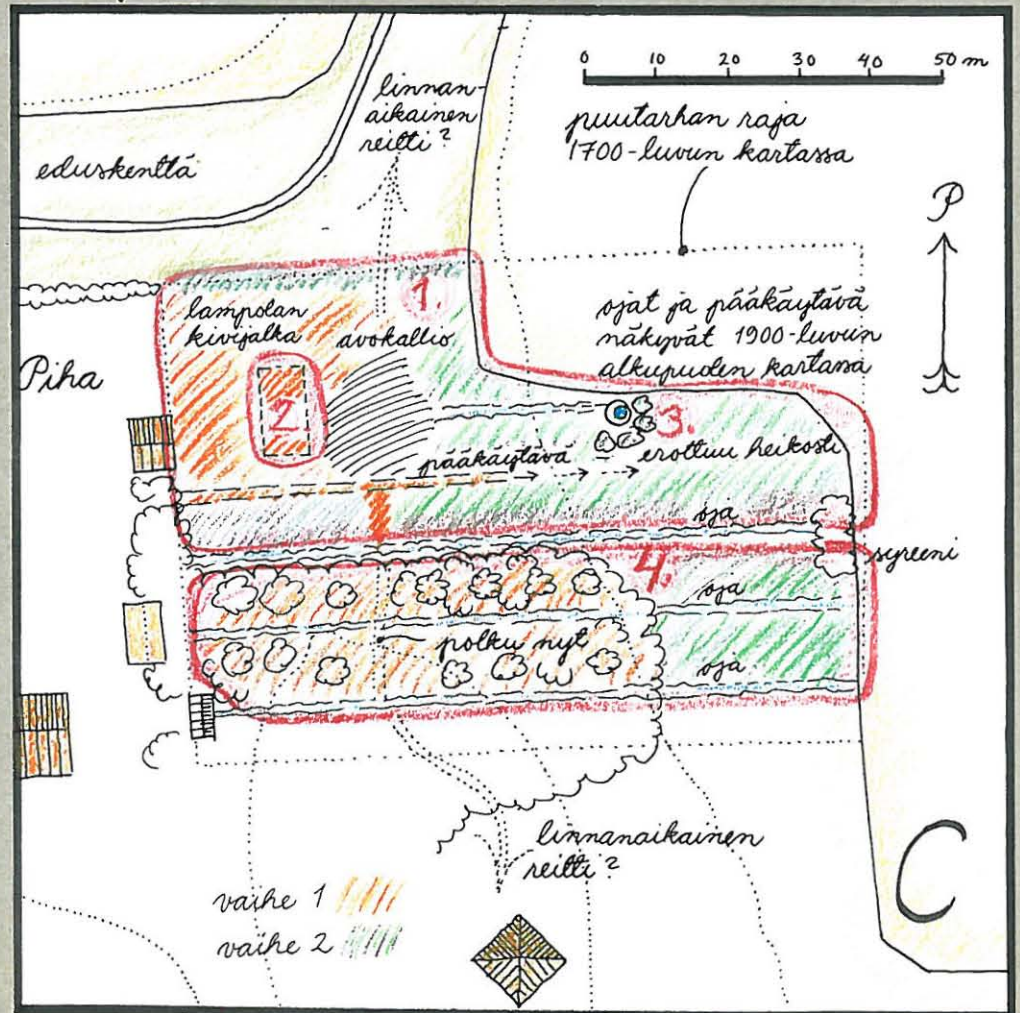 0 10 20 30 40 50 m
linnan-
aikainen
reitti?
puutarhan raja
1700-luvun kartassa
eduskenttä
P
1.
lampolan
kivijalka
avokallio
ojat ja pääkäytävä
näkyvät 1900-luvun
alkupuolen kartassa
Piha
2
3.
pääkäytävä
erottuu heikosti
oja
syreeni
4.
oja
polku nyt
oja
linnanaikainen
reitti?
C
vaihe 1
vaihe 2